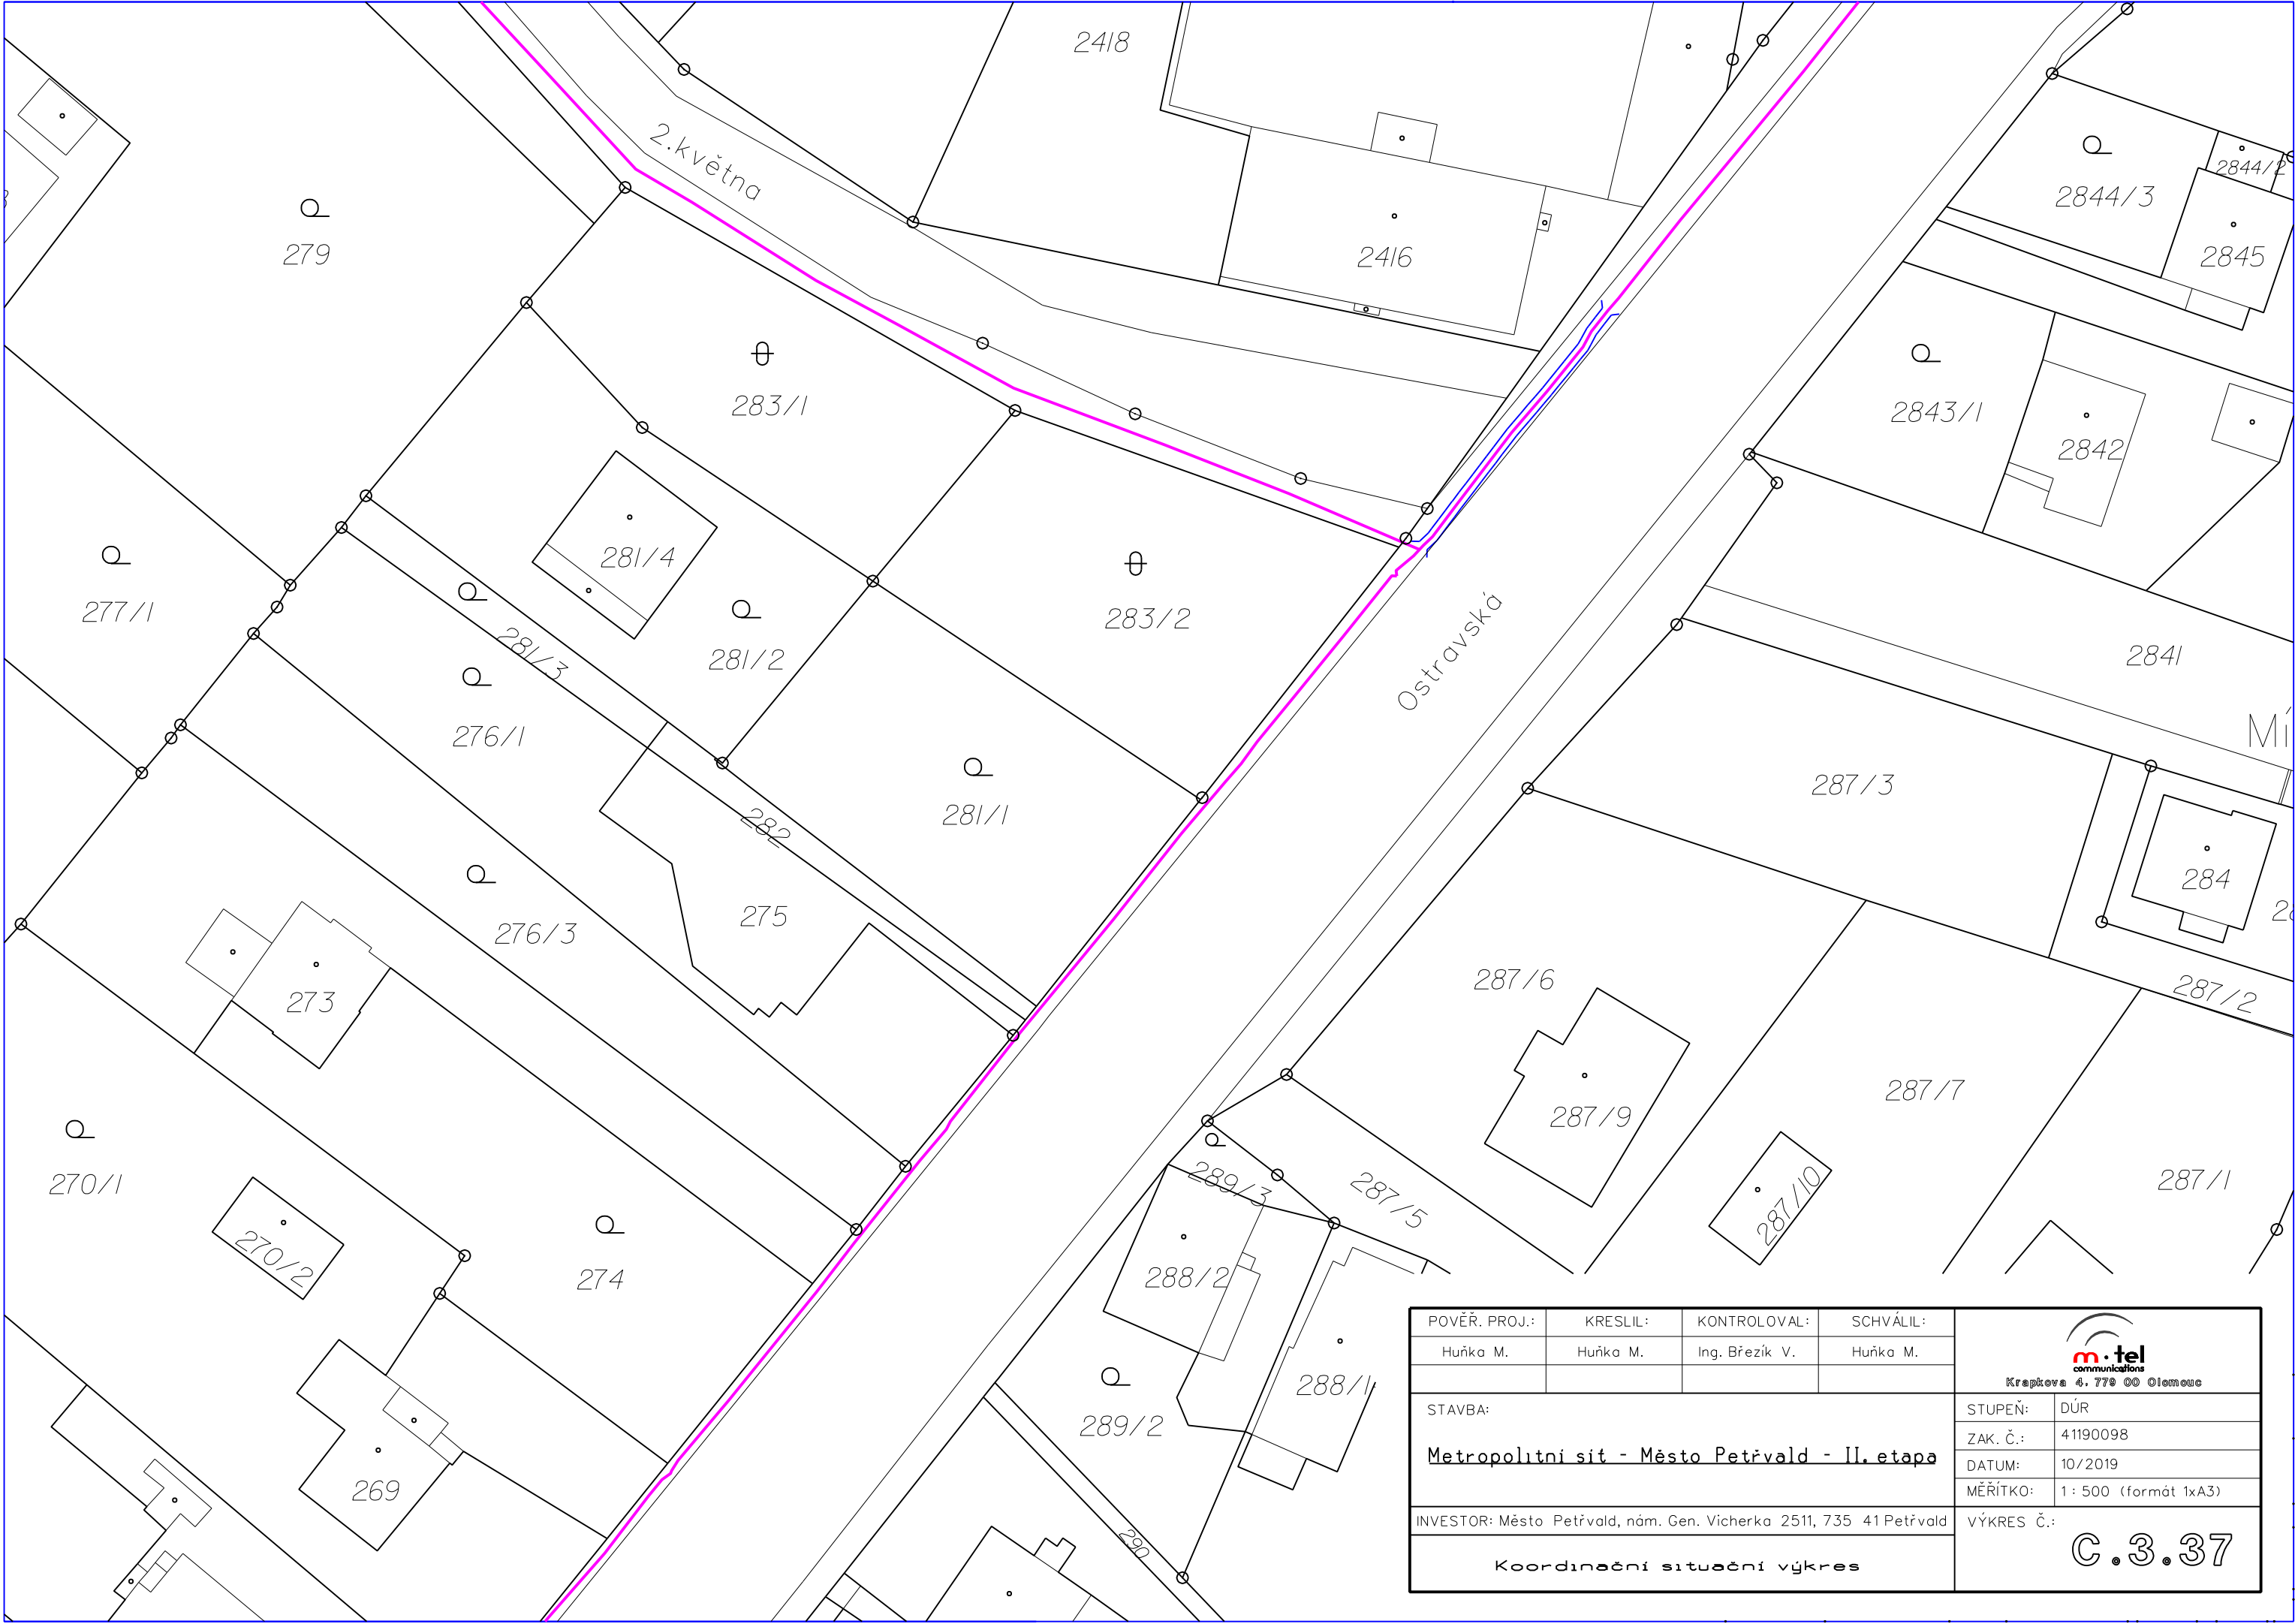 2418
2844/2
2844/3
2.května
279
2416
2845
283/1
2843/1
2842
281/4
277/1
283/2
281/3
281/2
Ostravská
2841
276/1
Mí
287/3
281/1
282
284
275
276/3
287/6
287/2
273
287/7
287/9
270/1
289/3
287/5
287/10
287/1
270/2
274
288/2
288/1
289/2
269
290
POVĚŘ. PROJ.: KRESLIL: KONTROLOVAL: SCHVÁLIL:
Huňka M. Huňka M. Ing. Březík V. Huňka M.
m·tel
communications
Krapkova 4, 779 00 Olomouc
STAVBA:
Metropolitní síť - Město Petřvald - II. etapa
STUPEŇ: DÚR
ZAK. Č.: 41190098
DATUM: 10/2019
MĚŘÍTKO: 1 : 500 (formát 1xA3)
INVESTOR: Město Petřvald, nám. Gen. Vicherka 2511, 735 41 Petřvald
VÝKRES Č.:
C.3.37
Koordinační situační výkres